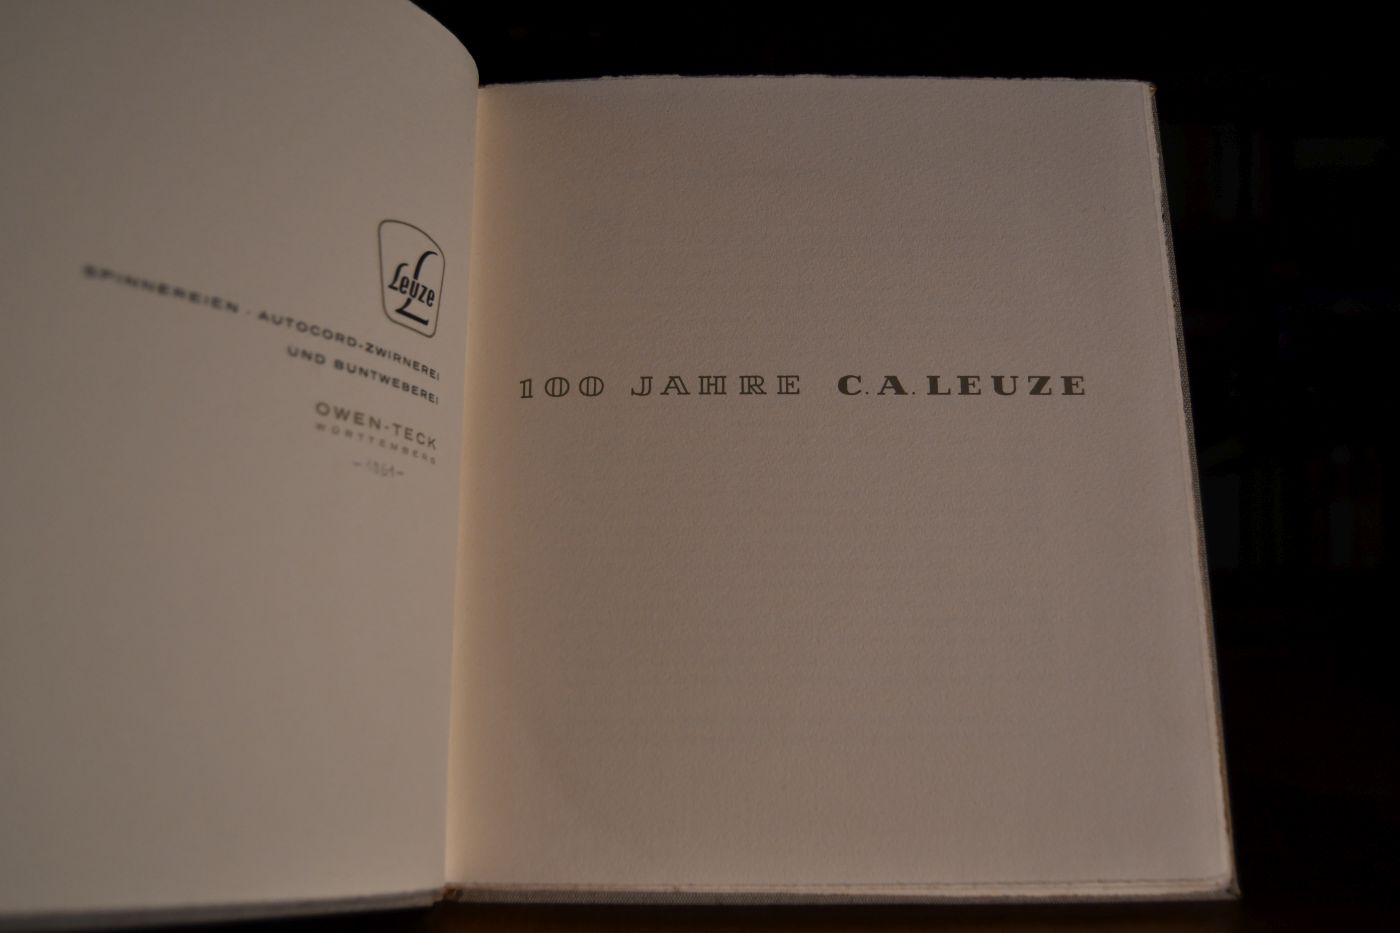 Leuze
SPINNEREIEN · AUTOCORD-ZWIRNEREI
UND BUNTWEBEREI
OWEN-TECK
WÜRTTEMBERG
100 JAHRE C.A. LEUZE